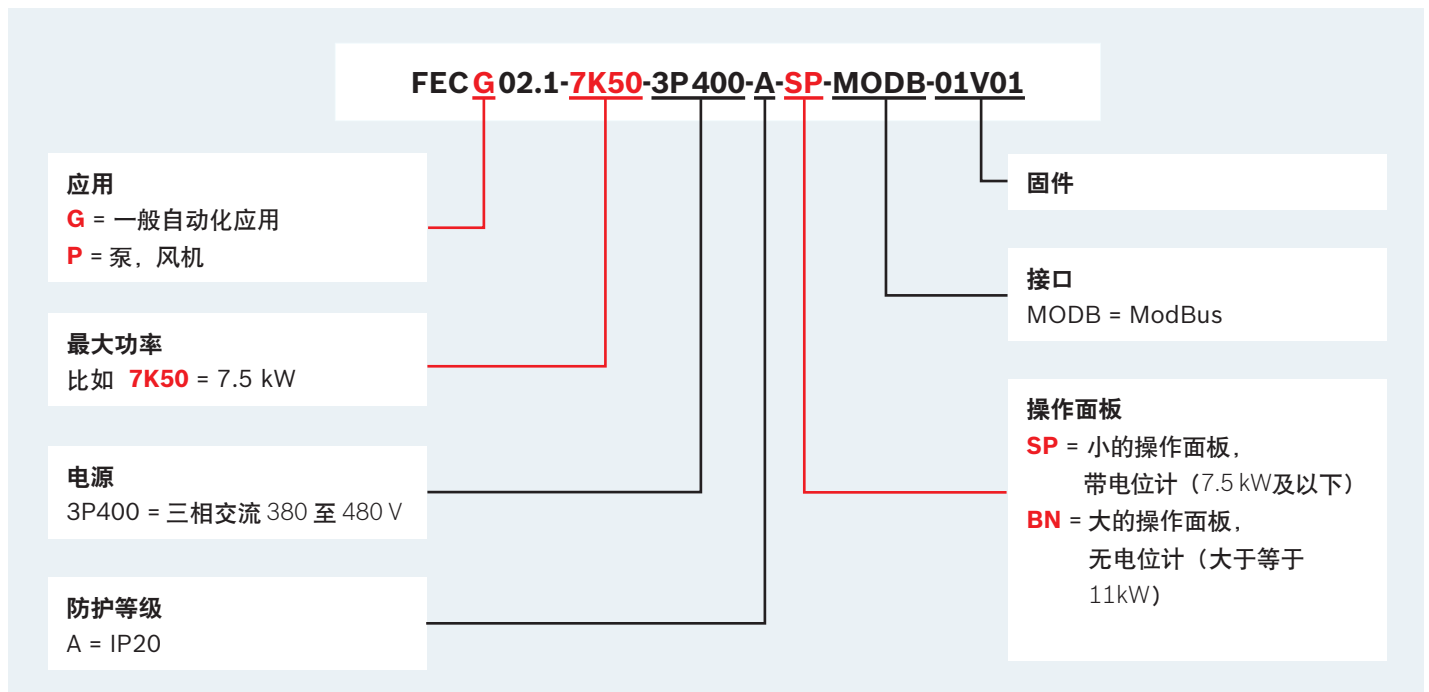 FECG02.1-7K50-3P400-A-SP-MODB-01V01
应用
G = 一般自动化应用
P = 泵，风机
最大功率
比如 7K50 = 7.5 kW
电源
3P400 = 三相交流 380 至 480 V
防护等级
A = IP20
固件
接口
MODB = ModBus
操作面板
SP = 小的操作面板，
带电位计（7.5 kW及以下）
BN = 大的操作面板，
无电位计（大于等于
11kW）